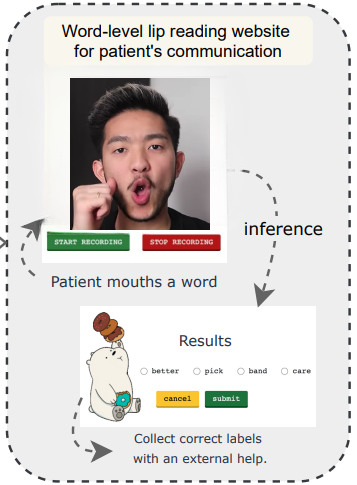 Word-level lip reading website
for patient's communication
START RECORDING
STOP RECORDING
inference
Patient mouths a word
Results
better pick band care
cancel submit
Collect correct labels
with an external help.